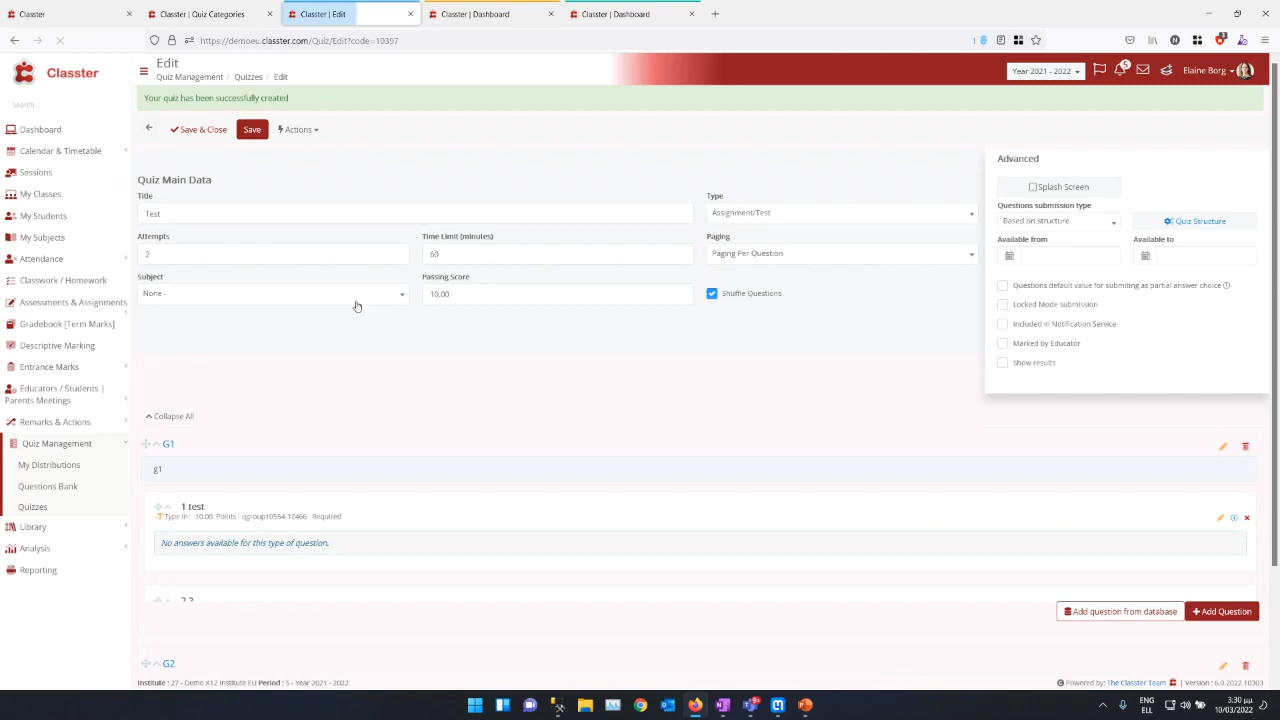 Classter
Classter | Quiz Categories
Classter | Edit
Classter | Dashboard
Classter | Dashboard
https://demoeu.classter.com/Quiz/Edit?code=10397
1
3
Classter
Edit
Quiz Management / Quizzes / Edit
Year 2021 - 2022
5
Elaine Borg
Search...
Your quiz has been successfully created
Save & Close
Save
Actions
Dashboard
Calendar & Timetable
Sessions
My Classes
My Students
My Subjects
Attendance
Classwork / Homework
Assessments & Assignments
Gradebook [Term Marks]
Descriptive Marking
Entrance Marks
Educators / Students |
Parents Meetings
Remarks & Actions
Quiz Management
My Distributions
Questions Bank
Quizzes
Library
Analysis
Reporting
Quiz Main Data
Title
Type
Test
Assignment/Test
Attempts
Time Limit (minutes)
Paging
2
60
Paging Per Question
Subject
Passing Score
None -
10.00
Shuffle Questions
Advanced
Splash Screen
Questions submission type
Based on structure
Quiz Structure
Available from
Available to
Questions default value for submiting as partial answer choice
Locked Mode submission
Included in Notification Service
Marked by Educator
Show results
Collapse All
G1
g1
1 test
Type In 10.00 Points qgroup10554-12466 Required
No answers available for this type of question.
2 2
Add question from database
Add Question
G2
Institute : 27 - Demo K12 Institute EU Period : 5 - Year 2021 - 2022
Powered by: The Classter Team | Version : 6.0.2022.10303
9+
ENG
EL
3:30 μμ
10/03/2022